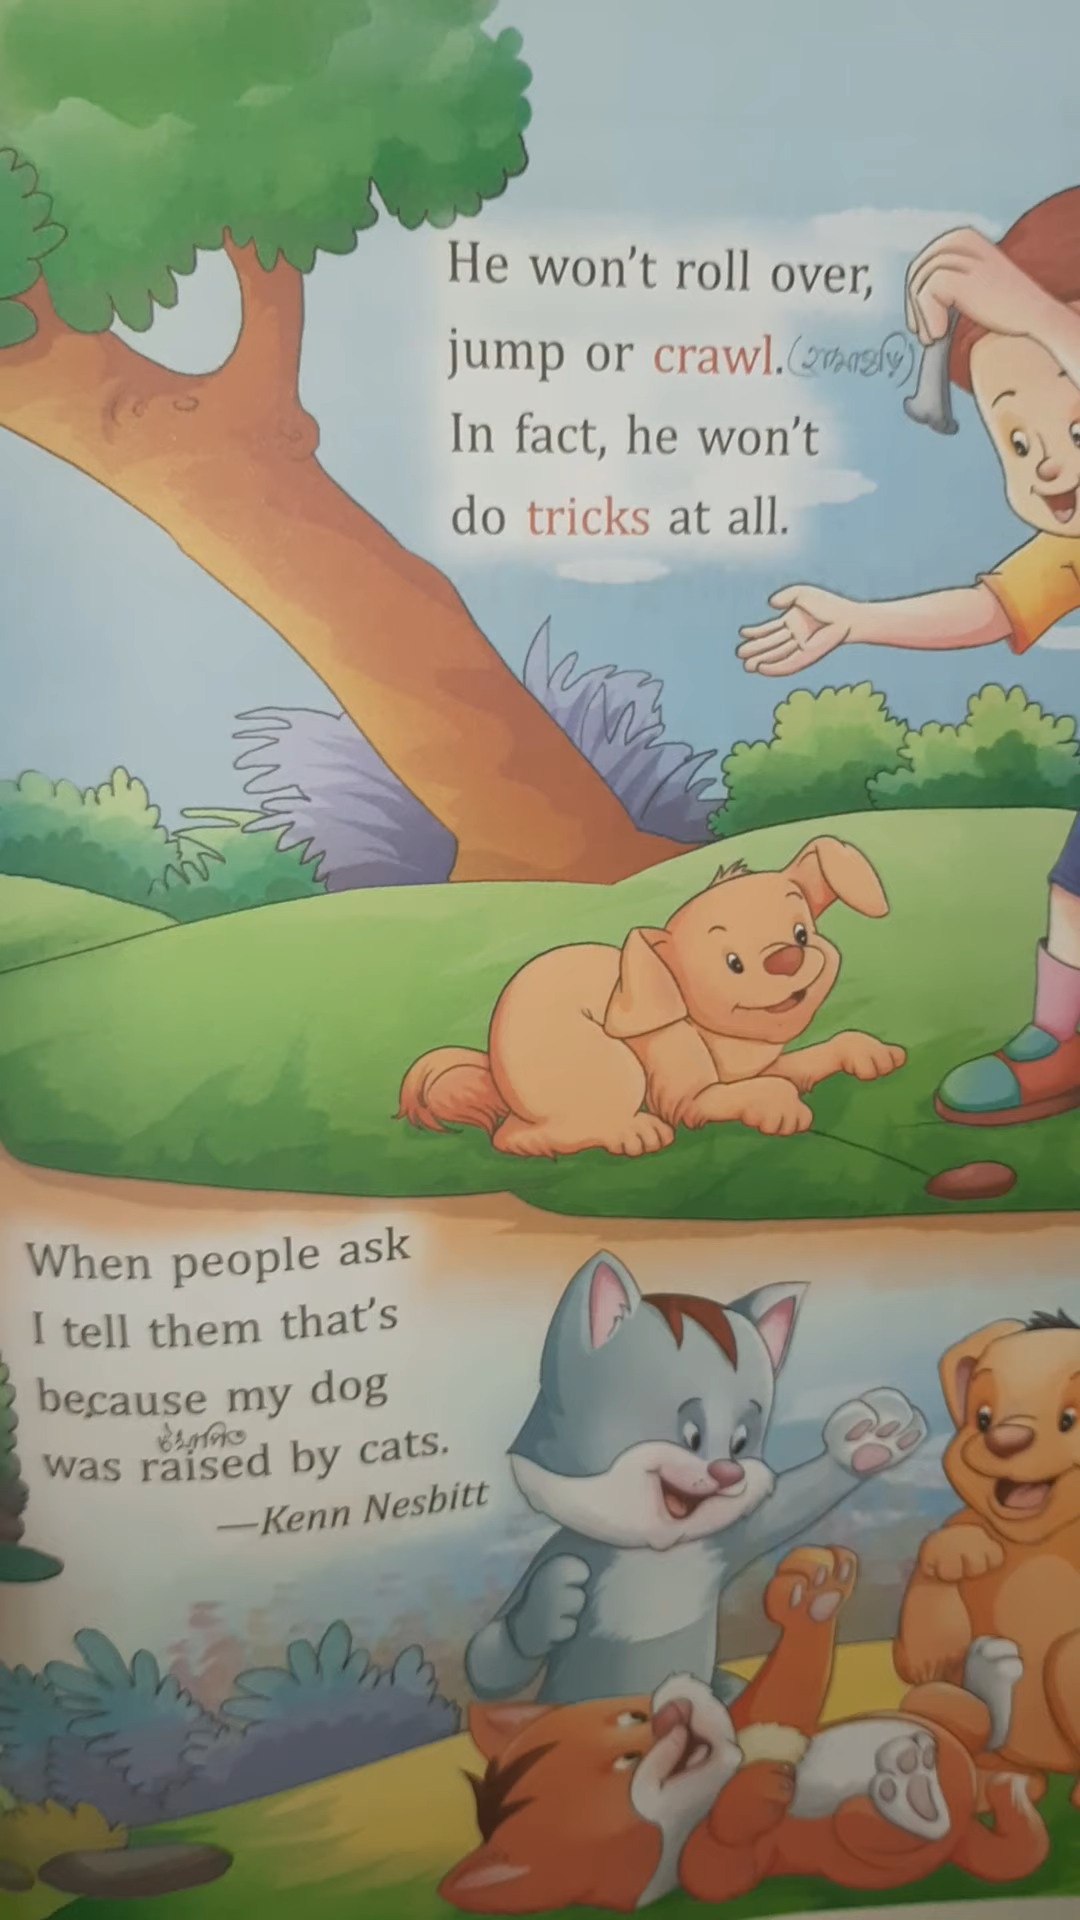 He won't roll over,
jump or crawl.
In fact, he won't
do tricks at all.
When people ask
I tell them that's
because my dog
was raised by cats.
—Kenn Nesbitt